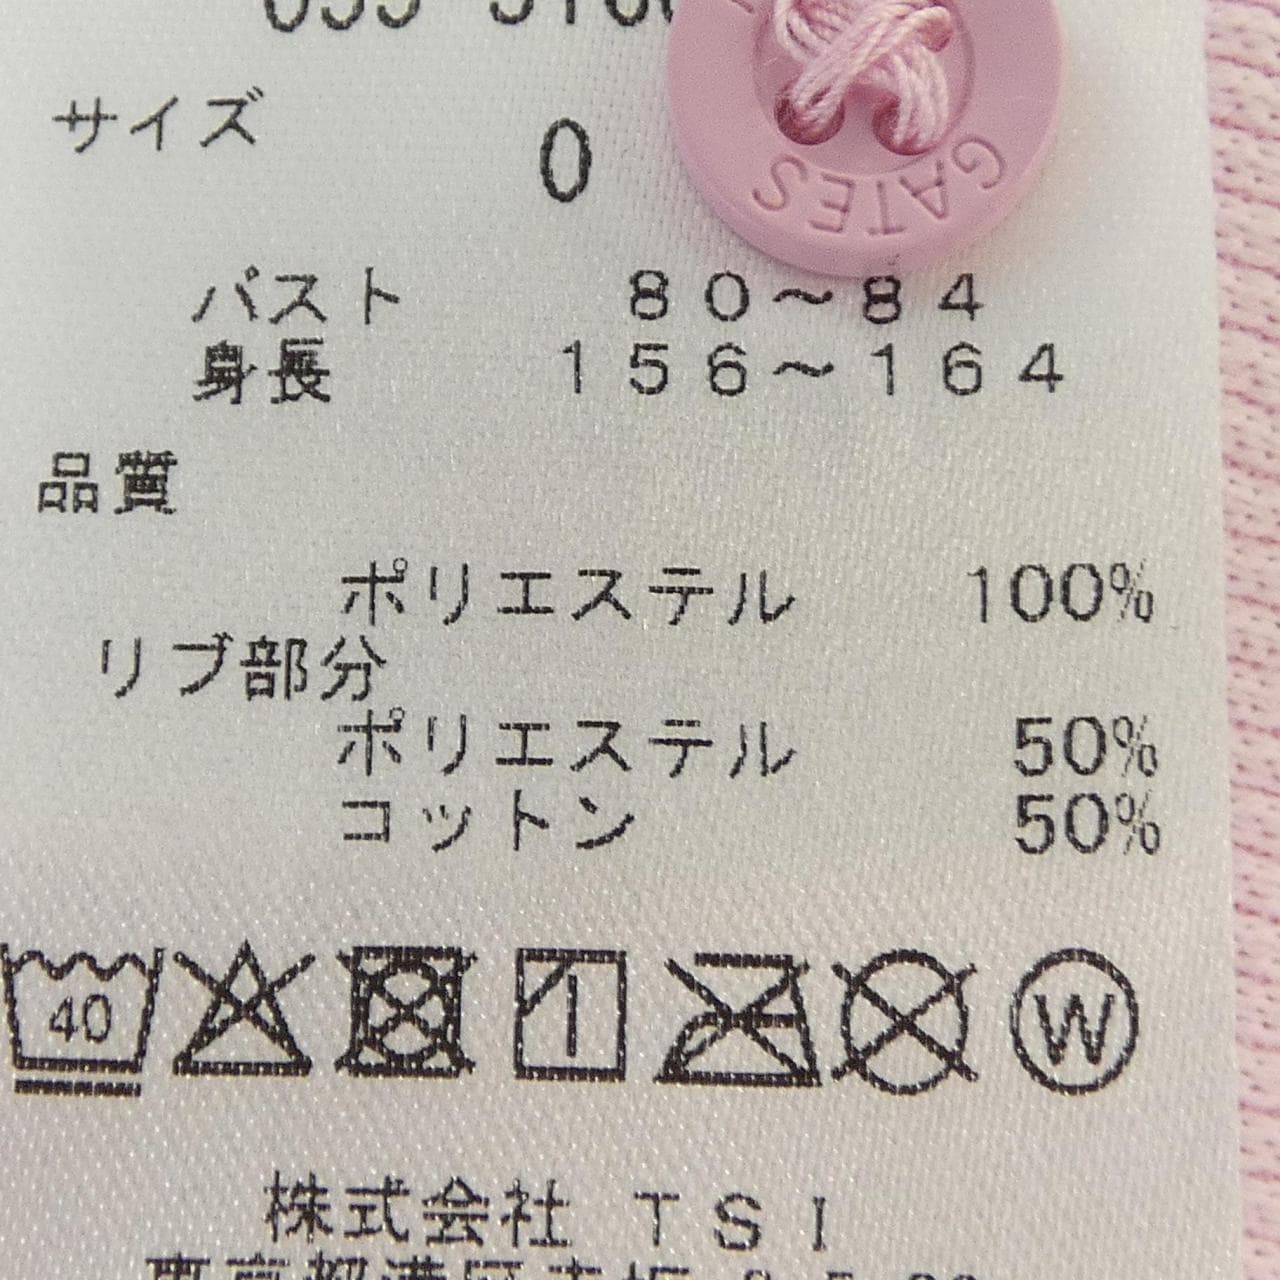 サイズ 0
GATES
バスト 80～84
身長 156～164
品質
ポリエステル 100%
リブ部分
ポリエステル 50%
コットン 50%
40 W
株式会社 TSI